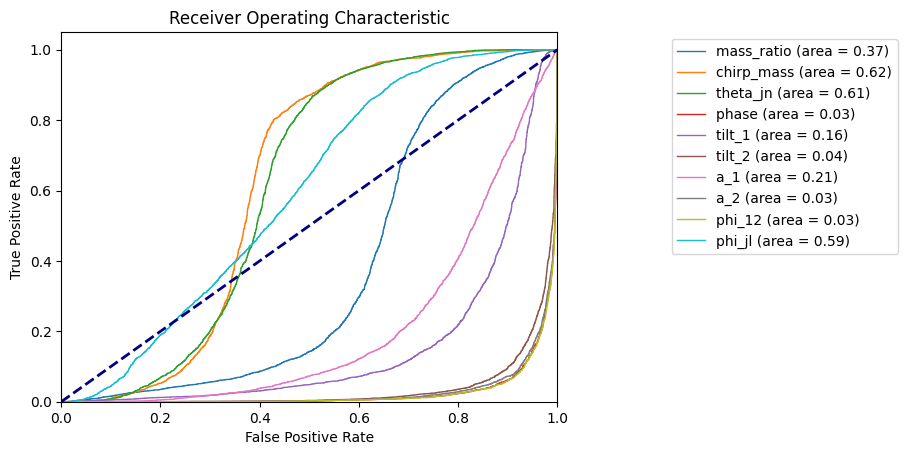 Receiver Operating Characteristic
True Positive Rate
1.0
0.8
0.6
0.4
0.2
0.0
0.0 0.2 0.4 0.6 0.8 1.0
False Positive Rate
mass_ratio (area = 0.37)
chirp_mass (area = 0.62)
theta_jn (area = 0.61)
phase (area = 0.03)
tilt_1 (area = 0.16)
tilt_2 (area = 0.04)
a_1 (area = 0.21)
a_2 (area = 0.03)
phi_12 (area = 0.03)
phi_jl (area = 0.59)